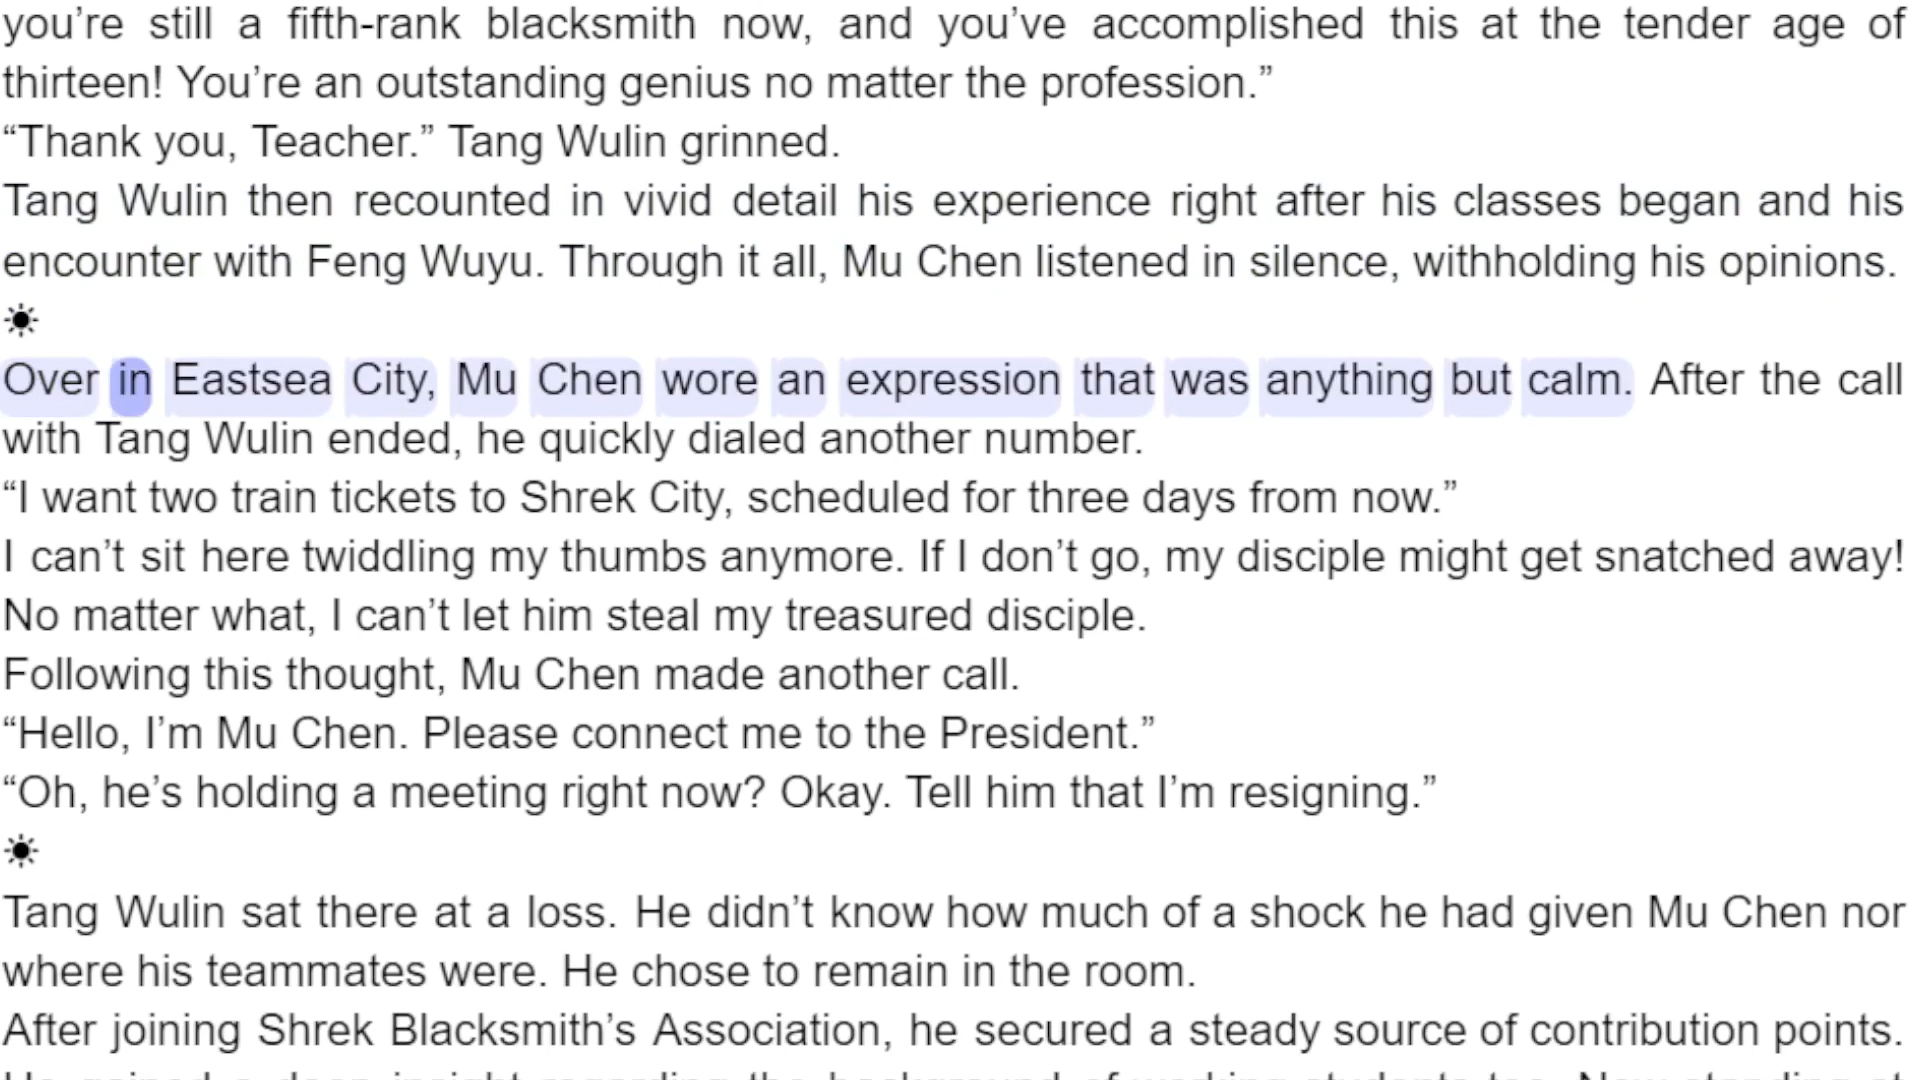 you’re still a fifth-rank blacksmith now, and you’ve accomplished this at the tender age of
thirteen! You’re an outstanding genius no matter the profession.”
“Thank you, Teacher.” Tang Wulin grinned.
Tang Wulin then recounted in vivid detail his experience right after his classes began and his
encounter with Feng Wuyu. Through it all, Mu Chen listened in silence, withholding his opinions.
☀
Over in Eastsea City, Mu Chen wore an expression that was anything but calm. After the call
with Tang Wulin ended, he quickly dialed another number.
“I want two train tickets to Shrek City, scheduled for three days from now.”
I can’t sit here twiddling my thumbs anymore. If I don’t go, my disciple might get snatched away!
No matter what, I can’t let him steal my treasured disciple.
Following this thought, Mu Chen made another call.
“Hello, I’m Mu Chen. Please connect me to the President.”
“Oh, he’s holding a meeting right now? Okay. Tell him that I’m resigning.”
☀
Tang Wulin sat there at a loss. He didn’t know how much of a shock he had given Mu Chen nor
where his teammates were. He chose to remain in the room.
After joining Shrek Blacksmith’s Association, he secured a steady source of contribution points.